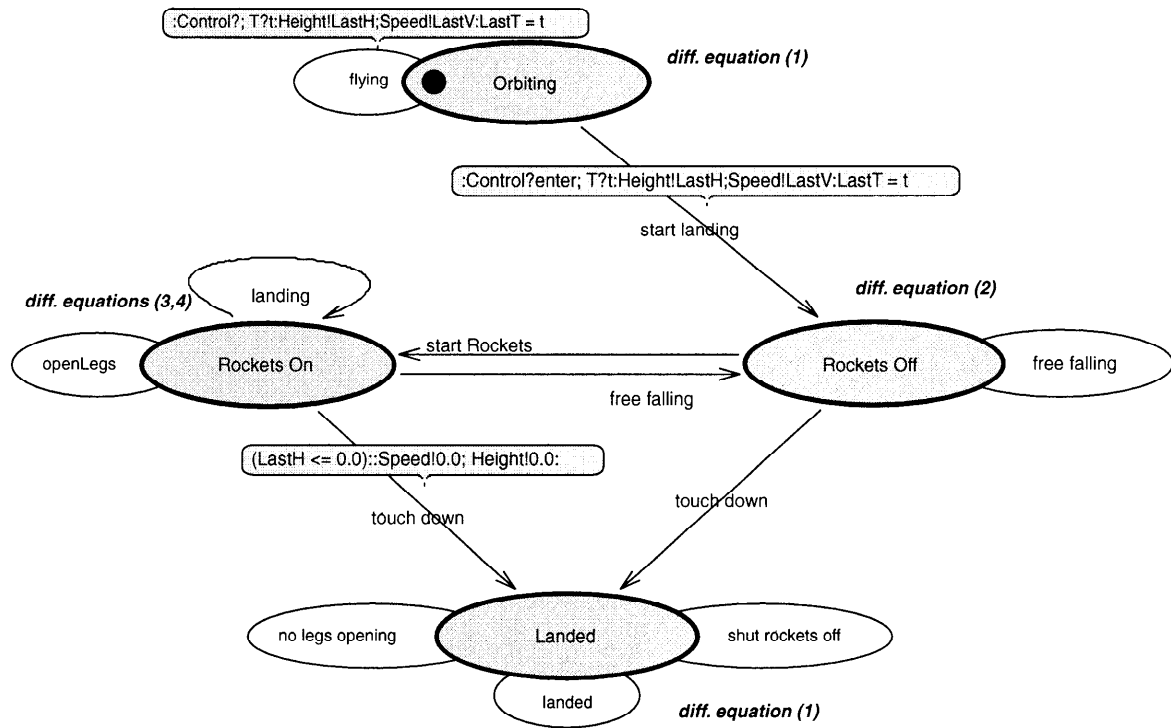 :Control?; T?t:Height!LastH;Speed!LastV:LastT = t
diff. equation (1)
flying
Orbiting
:Control?enter; T?t:Height!LastH;Speed!LastV:LastT = t
start landing
landing
diff. equations (3,4)
diff. equation (2)
start Rockets
openLegs
Rockets On
Rockets Off
free falling
free falling
(LastH <= 0.0)::Speed!0.0; Height!0.0:
touch down
touch down
no legs opening
Landed
shut rockets off
landed
diff. equation (1)